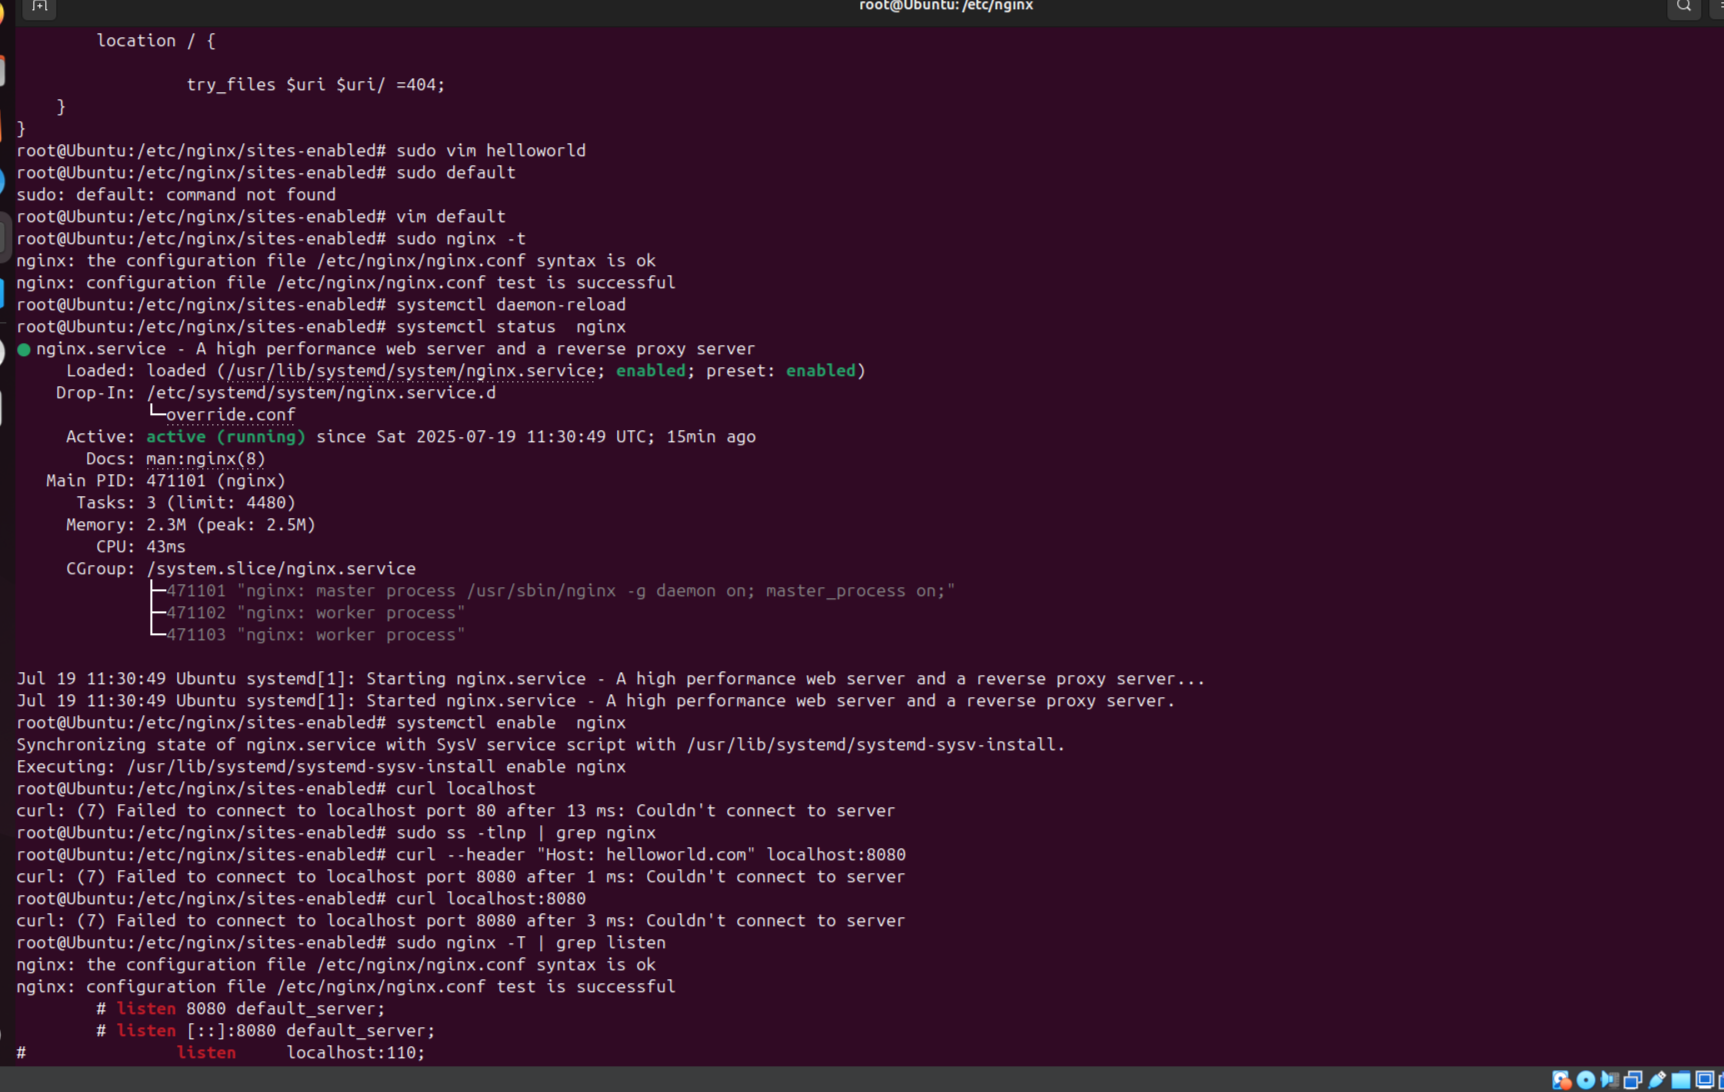 root@Ubuntu: /etc/nginx
location / {
try_files $uri $uri/ =404;
}
}
root@Ubuntu:/etc/nginx/sites-enabled# sudo vim helloworld
root@Ubuntu:/etc/nginx/sites-enabled# sudo default
sudo: default: command not found
root@Ubuntu:/etc/nginx/sites-enabled# vim default
root@Ubuntu:/etc/nginx/sites-enabled# sudo nginx -t
nginx: the configuration file /etc/nginx/nginx.conf syntax is ok
nginx: configuration file /etc/nginx/nginx.conf test is successful
root@Ubuntu:/etc/nginx/sites-enabled# systemctl daemon-reload
root@Ubuntu:/etc/nginx/sites-enabled# systemctl status  nginx
● nginx.service - A high performance web server and a reverse proxy server
Loaded: loaded (/usr/lib/systemd/system/nginx.service; enabled; preset: enabled)
Drop-In: /etc/systemd/system/nginx.service.d
└─override.conf
Active: active (running) since Sat 2025-07-19 11:30:49 UTC; 15min ago
Docs: man:nginx(8)
Main PID: 471101 (nginx)
Tasks: 3 (limit: 4480)
Memory: 2.3M (peak: 2.5M)
CPU: 43ms
CGroup: /system.slice/nginx.service
├─471101 "nginx: master process /usr/sbin/nginx -g daemon on; master_process on;"
├─471102 "nginx: worker process"
└─471103 "nginx: worker process"
Jul 19 11:30:49 Ubuntu systemd[1]: Starting nginx.service - A high performance web server and a reverse proxy server...
Jul 19 11:30:49 Ubuntu systemd[1]: Started nginx.service - A high performance web server and a reverse proxy server.
root@Ubuntu:/etc/nginx/sites-enabled# systemctl enable  nginx
Synchronizing state of nginx.service with SysV service script with /usr/lib/systemd/systemd-sysv-install.
Executing: /usr/lib/systemd/systemd-sysv-install enable nginx
root@Ubuntu:/etc/nginx/sites-enabled# curl localhost
curl: (7) Failed to connect to localhost port 80 after 13 ms: Couldn't connect to server
root@Ubuntu:/etc/nginx/sites-enabled# sudo ss -tlnp | grep nginx
root@Ubuntu:/etc/nginx/sites-enabled# curl --header "Host: helloworld.com" localhost:8080
curl: (7) Failed to connect to localhost port 8080 after 1 ms: Couldn't connect to server
root@Ubuntu:/etc/nginx/sites-enabled# curl localhost:8080
curl: (7) Failed to connect to localhost port 8080 after 3 ms: Couldn't connect to server
root@Ubuntu:/etc/nginx/sites-enabled# sudo nginx -T | grep listen
nginx: the configuration file /etc/nginx/nginx.conf syntax is ok
nginx: configuration file /etc/nginx/nginx.conf test is successful
# listen 8080 default_server;
# listen [::]:8080 default_server;
# listen localhost:110;